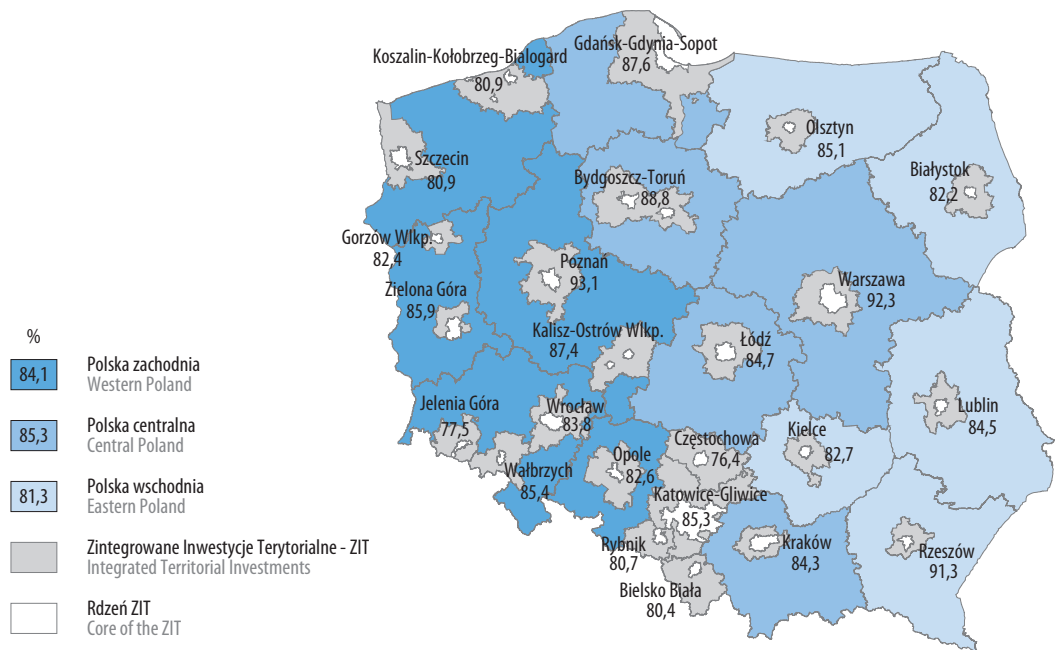 Gdańsk-Gdynia-Sopot
87,6
Koszalin-Kołobrzeg-Bialogard
80,9
Olsztyn
85,1
Szczecin
80,9
Białystok
82,2
Bydgoszcz-Toruń
88,8
Gorzów Wlkp.
82,4
Poznań
93,1
Warszawa
92,3
Zielona Góra
85,9
Kalisz-Ostrów Wlkp.
87,4
Łódź
84,7
Jelenia Góra
77,5
Wrocław
83,8
Lublin
84,5
Częstochowa
76,4
Kielce
82,7
Wałbrzych
85,4
Opole
82,6
Katowice-Gliwice
85,3
Rybnik
80,7
Kraków
84,3
Rzeszów
91,3
Bielsko Biała
80,4
%
84,1
Polska zachodnia
Western Poland
85,3
Polska centralna
Central Poland
81,3
Polska wschodnia
Eastern Poland
Zintegrowane Inwestycje Terytorialne - ZIT
Integrated Territorial Investments
Rdzeń ZIT
Core of the ZIT